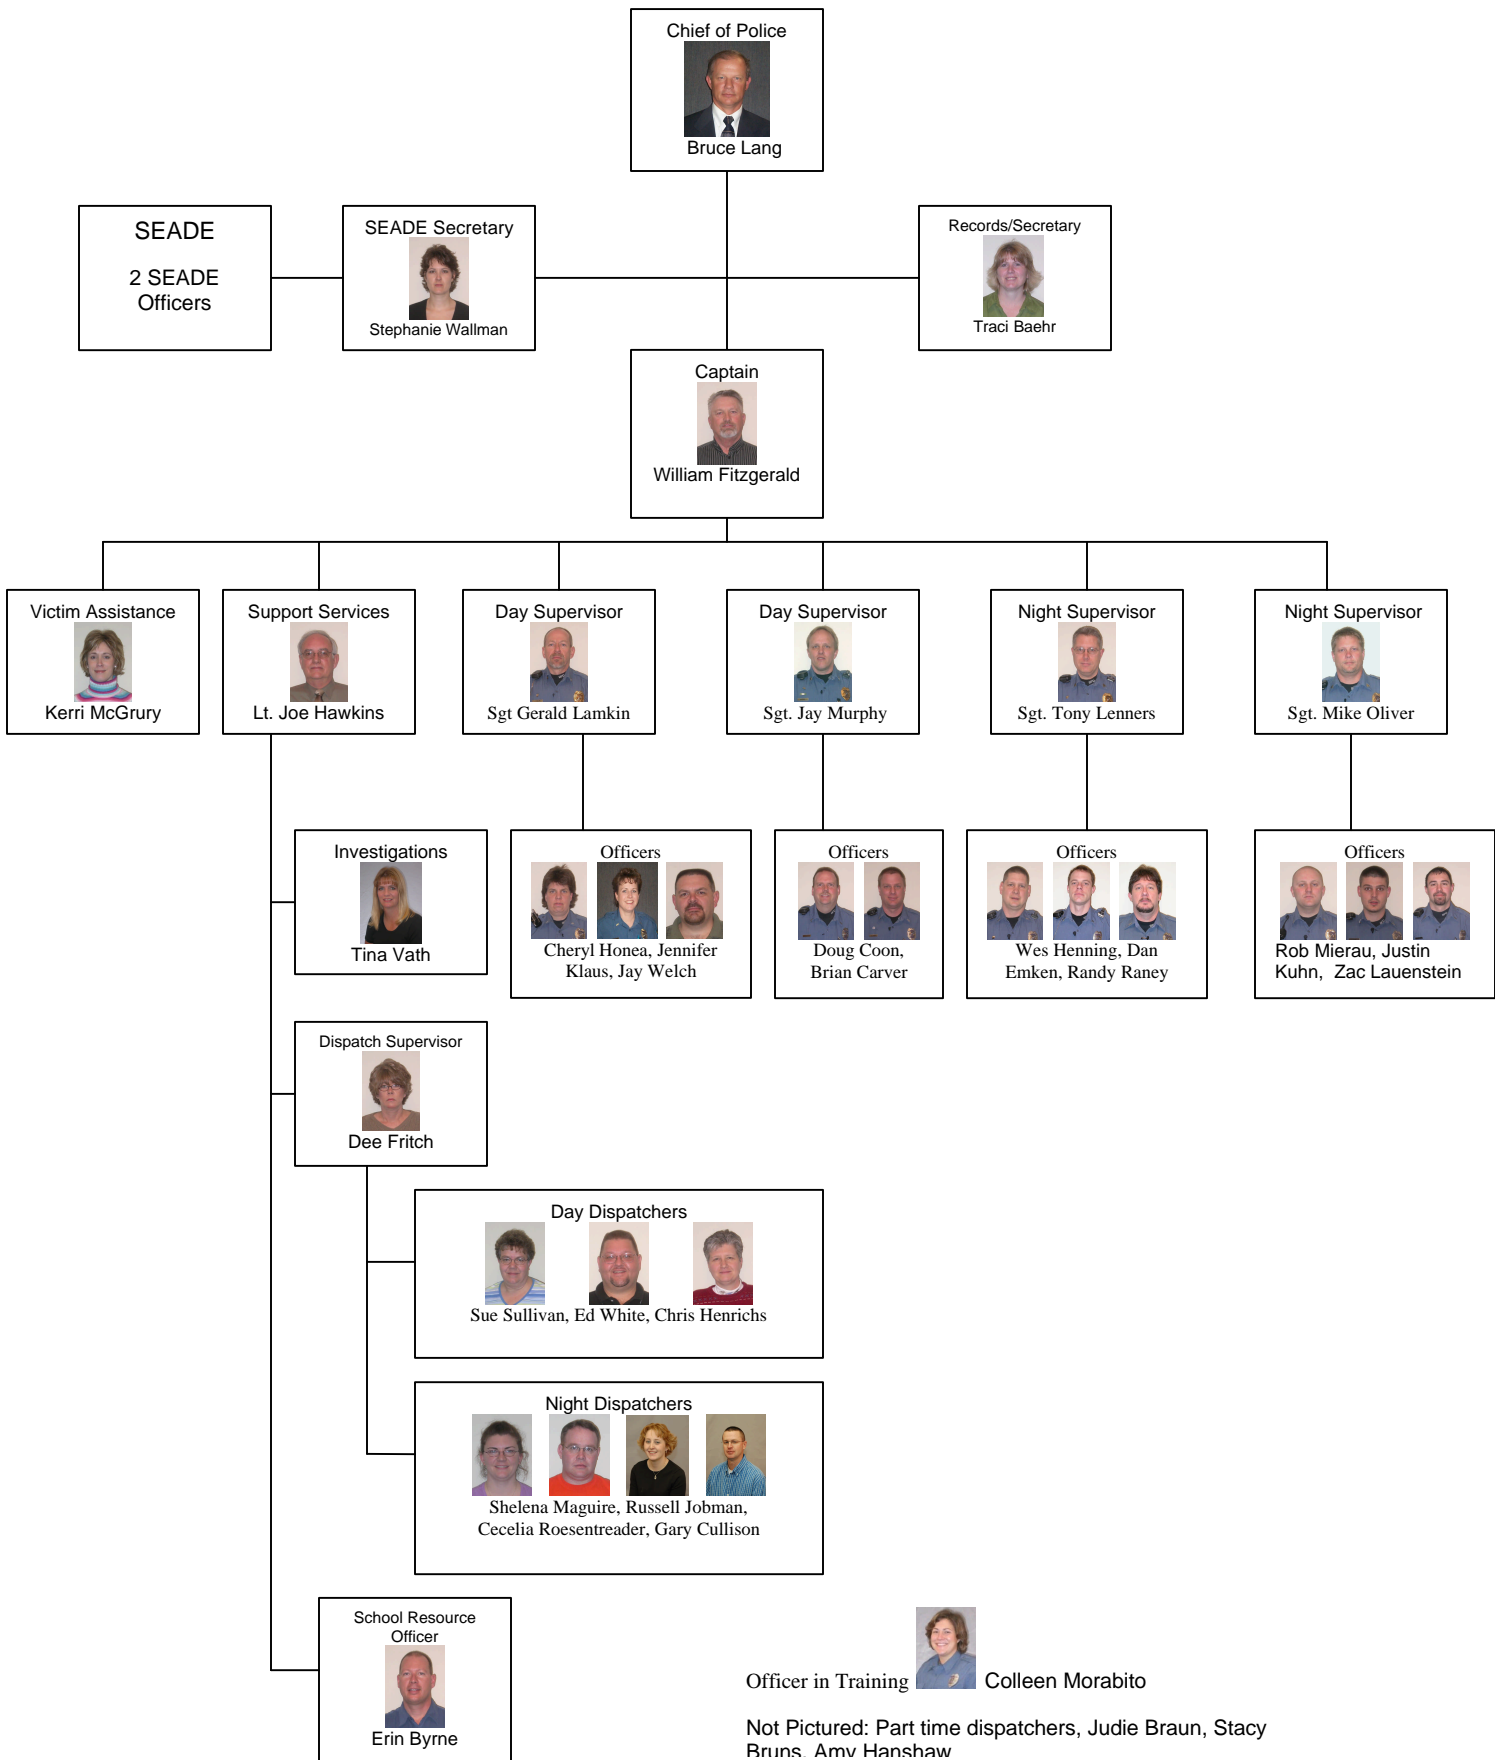 Chief of Police
Bruce Lang
SEADE
2 SEADE
Officers
SEADE Secretary
Stephanie Wallman
Records/Secretary
Traci Baehr
Captain
William Fitzgerald
Victim Assistance
Kerri McGrury
Support Services
Lt. Joe Hawkins
Day Supervisor
Sgt Gerald Lamkin
Day Supervisor
Sgt. Jay Murphy
Night Supervisor
Sgt. Tony Lenners
Night Supervisor
Sgt. Mike Oliver
Investigations
Tina Vath
Officers
Cheryl Honea, Jennifer
Klaus, Jay Welch
Officers
Doug Coon,
Brian Carver
Officers
Wes Henning, Dan
Emken, Randy Raney
Officers
Rob Mierau, Justin
Kuhn, Zac Lauenstein
Dispatch Supervisor
Dee Fritch
Day Dispatchers
Sue Sullivan, Ed White, Chris Henrichs
Night Dispatchers
Shelena Maguire, Russell Jobman,
Cecelia Roesentreader, Gary Cullison
School Resource
Officer
Erin Byrne
Officer in Training Colleen Morabito
Not Pictured: Part time dispatchers, Judie Braun, Stacy
Bruns, Amy Hanshaw